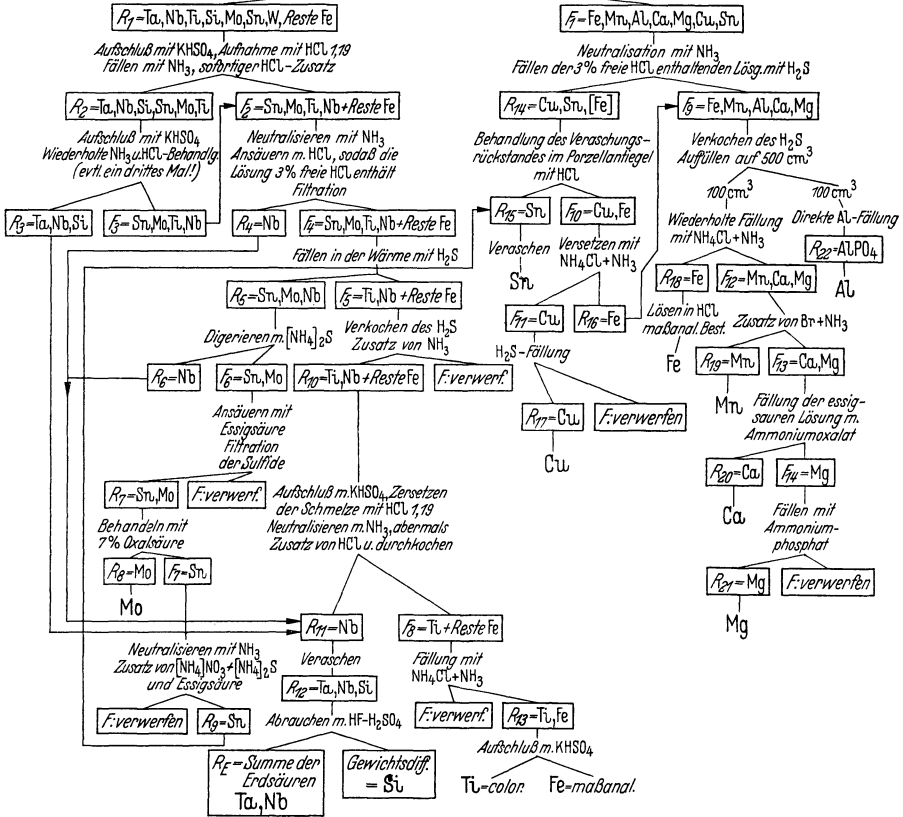 R₁=Ta,Nb,Ti,Si,Mo,Sn,W,Reste Fe
Aufschluß mit KHSO₄, Aufnahme mit HCl 1,19
Fällen mit NH₃, sofortiger HCl-Zusatz
R₂=Ta,Nb,Si,Sn,Mo,Ti
Aufschluß mit KHSO₄
Wiederholte NH₃ u.HCl-Behandlg.
(evtl. ein drittes Mal!)
R₃=Ta,Nb,Si
F₃=Sn,Mo,Ti,Nb
F₂=Sn,Mo,Ti,Nb+Reste Fe
Neutralisieren mit NH₃
Ansäuern m. HCl, sodaß die
Lösung 3% freie HCl enthält
Filtration
R₄=Nb
F₄=Sn,Mo,Ti,Nb+Reste Fe
Fällen in der Wärme mit H₂S
R₅=Sn,Mo,Nb
F₅=Ti,Nb+Reste Fe
Digerieren m.[NH₄]₂S
Verkochen des H₂S
Zusatz von NH₃
R₆=Nb
F₆=Sn,Mo
R₁₀=Ti,Nb+Reste Fe
F:verwerf.
Ansäuern mit
Essigsäure
Filtration
der Sulfide
R₇=Sn,Mo
F:verwerf.
Behandeln mit
7% Oxalsäure
R₈=Mo
F₇=Sn
Mo
Aufschluß m.KHSO₄, Zersetzen
der Schmelze mit HCl 1,19
Neutralisieren m.NH₃, abermals
Zusatz von HCl u. durchkochen
Neutralisieren mit NH₃
Zusatz von [NH₄]NO₃+[NH₄]₂S
und Essigsäure
F:verwerfen
R₉=Sn
R₁₁=Nb
Veraschen
R₁₂=Ta,Nb,Si
Abrauchen m. HF-H₂SO₄
R_E=Summe der
Erdsäuren
Ta,Nb
Gewichtsdiff.
=Si
F₈=Ti+Reste Fe
Fällung mit
NH₄Cl+NH₃
F:verwerf.
R₁₃=Ti,Fe
Aufschluß m.KHSO₄
Ti=color.
Fe=maßanal.
F₁=Fe,Mn,Al,Ca,Mg,Cu,Sn
Neutralisation mit NH₃
Fällen der 3% freie HCl enthaltenden Lösg.mit H₂S
R₁₄=Cu,Sn,[Fe]
Behandlung des Veraschungs-
rückstandes im Porzellantiegel
mit HCl
R₁₅=Sn
F₁₀=Cu,Fe
Veraschen
Sn
Versetzen mit
NH₄Cl+NH₃
F₁₁=Cu
R₁₆=Fe
H₂S-Fällung
R₁₇=Cu
F:verwerfen
Cu
F₉=Fe,Mn,Al,Ca,Mg
Verkochen des H₂S
Auffüllen auf 500 cm³
100cm³
100cm³
Wiederholte Fällung
mit NH₄Cl+NH₃
Direkte Al-Fällung
R₂₂=AlPO₄
Al
R₁₈=Fe
F₁₂=Mn,Ca,Mg
Lösen in HCl
maßanal. Best.
Fe
Zusatz von Br+NH₃
R₁₉=Mn
F₁₃=Ca,Mg
Mn
Fällung der essig-
sauren Lösung m.
Ammoniumoxalat
R₂₀=Ca
F₁₄=Mg
Ca
Fällen mit
Ammonium-
phosphat
R₂₁=Mg
F:verwerfen
Mg